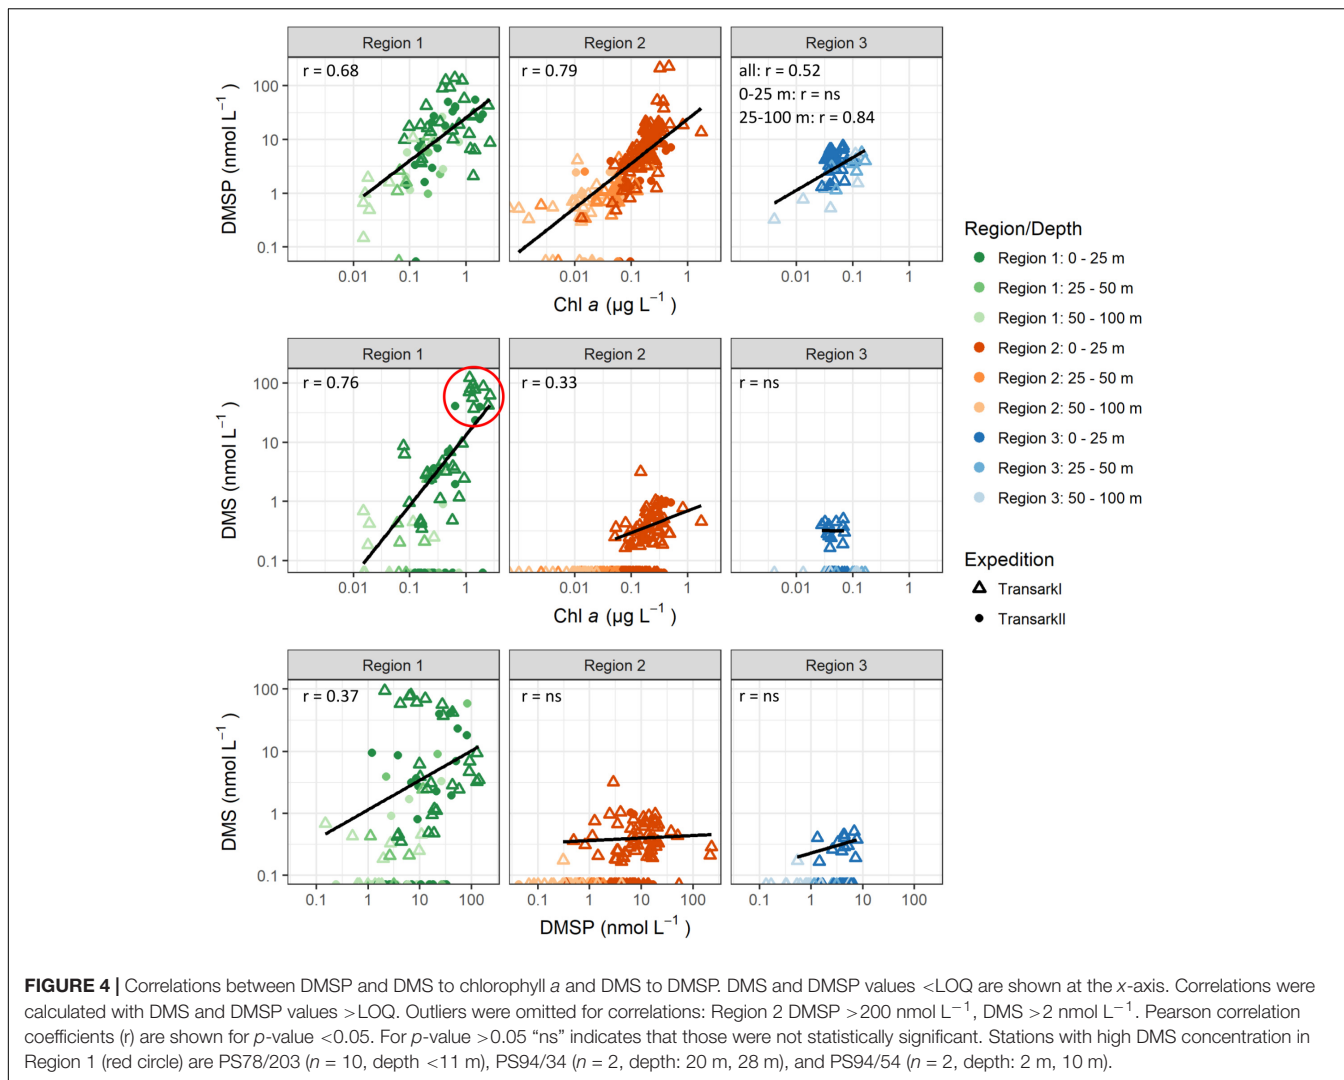 Region 1
Region 2
Region 3
r = 0.68
r = 0.79
all: r = 0.52
0-25 m: r = ns
25-100 m: r = 0.84
DMSP (nmol L⁻¹ )
100
10
1
0.1
0.01
0.1
1
0.01
0.1
1
0.01
0.1
1
Chl a (µg L⁻¹ )
Region 1
Region 2
Region 3
r = 0.76
r = 0.33
r = ns
DMS (nmol L⁻¹ )
100
10
1
0.1
0.01
0.1
1
0.01
0.1
1
0.01
0.1
1
Chl a (µg L⁻¹ )
Region 1
Region 2
Region 3
r = 0.37
r = ns
r = ns
DMS (nmol L⁻¹ )
100
10
1
0.1
0.1
1
10
100
0.1
1
10
100
0.1
1
10
100
DMSP (nmol L⁻¹ )
Region/Depth
Region 1: 0 - 25 m
Region 1: 25 - 50 m
Region 1: 50 - 100 m
Region 2: 0 - 25 m
Region 2: 25 - 50 m
Region 2: 50 - 100 m
Region 3: 0 - 25 m
Region 3: 25 - 50 m
Region 3: 50 - 100 m
Expedition
TransarkI
TransarkII
FIGURE 4 | Correlations between DMSP and DMS to chlorophyll a and DMS to DMSP. DMS and DMSP values <LOQ are shown at the x-axis. Correlations were
calculated with DMS and DMSP values >LOQ. Outliers were omitted for correlations: Region 2 DMSP >200 nmol L⁻¹, DMS >2 nmol L⁻¹. Pearson correlation
coefficients (r) are shown for p-value <0.05. For p-value >0.05 “ns” indicates that those were not statistically significant. Stations with high DMS concentration in
Region 1 (red circle) are PS78/203 (n = 10, depth <11 m), PS94/34 (n = 2, depth: 20 m, 28 m), and PS94/54 (n = 2, depth: 2 m, 10 m).